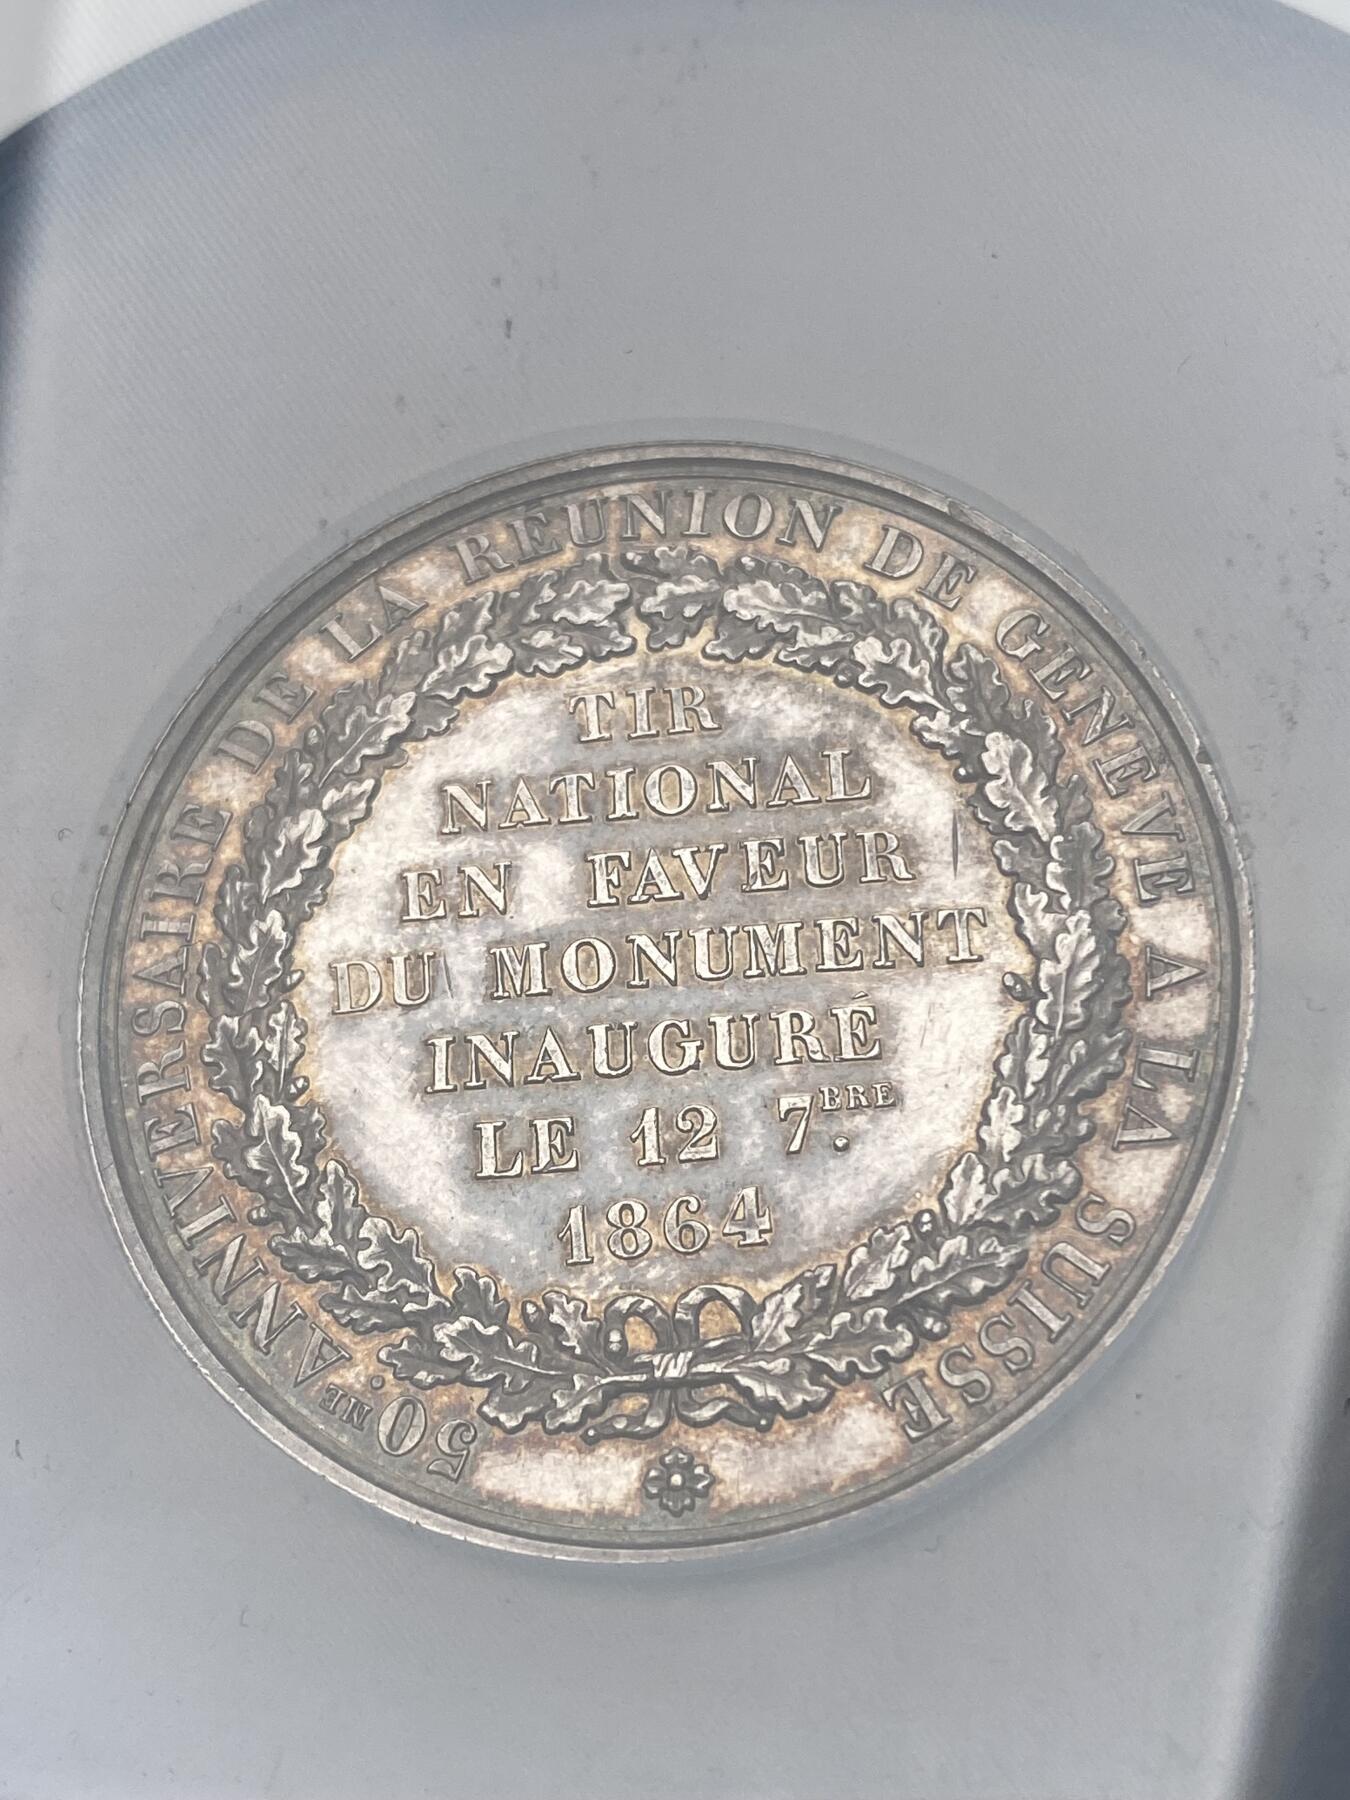 50.ME ANNIVERSAIRE DE LA RÉUNION DE GENÈVE A LA SUISSE
TIR
NATIONAL
EN FAVEUR
DU MONUMENT
INAUGURÉ
LE 12 7.BRE
1864